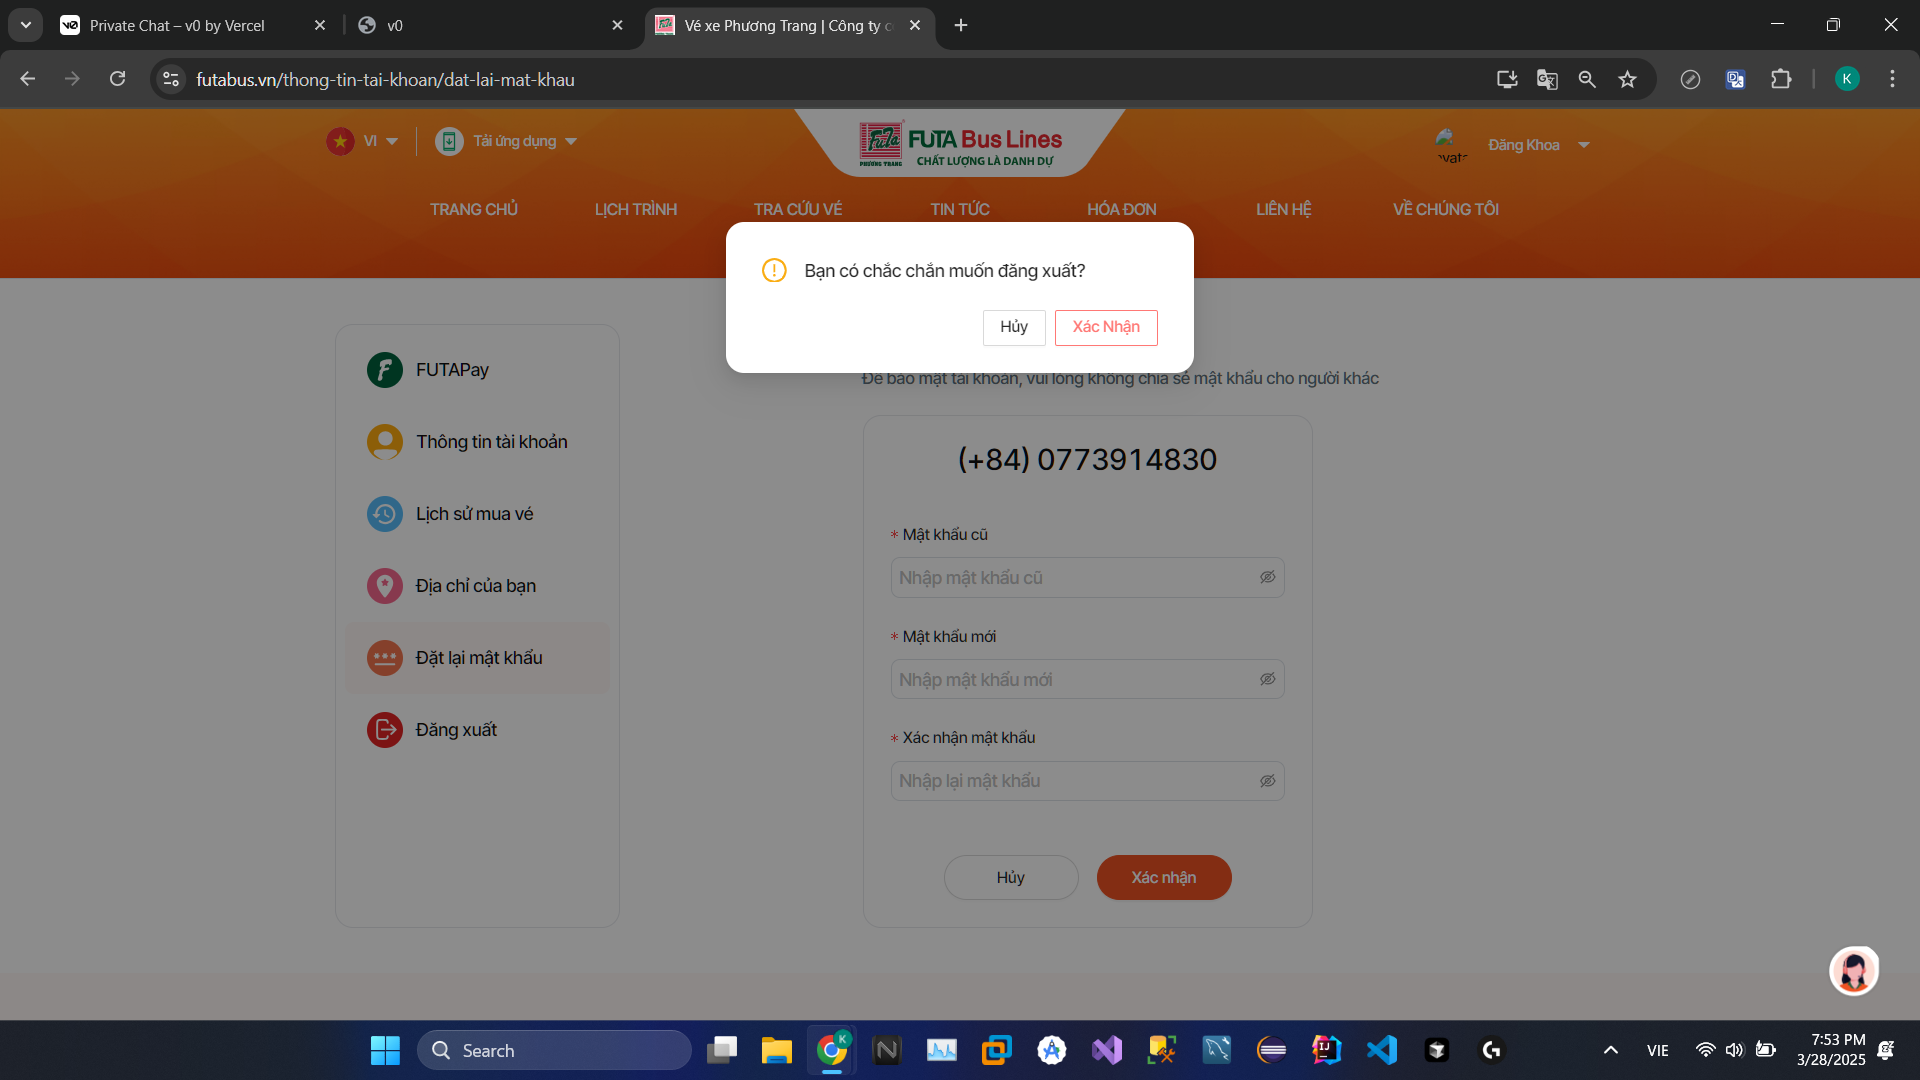 Private Chat – v0 by Vercel
v0
Vé xe Phương Trang | Công ty c
futabus.vn/thong-tin-tai-khoan/dat-lai-mat-khau
K
VI
Tải ứng dụng
FUTA
PHƯƠNG TRANG
FUTA Bus Lines
CHẤT LƯỢNG LÀ DANH DỰ
Đăng Khoa
TRANG CHỦ
LỊCH TRÌNH
TRA CỨU VÉ
TIN TỨC
HÓA ĐƠN
LIÊN HỆ
VỀ CHÚNG TÔI
Bạn có chắc chắn muốn đăng xuất?
Hủy
Xác Nhận
FUTAPay
Thông tin tài khoản
Lịch sử mua vé
Địa chỉ của bạn
Đặt lại mật khẩu
Đăng xuất
Để bảo mật tài khoản, vui lòng không chia sẻ mật khẩu cho người khác
(+84) 0773914830
* Mật khẩu cũ
Nhập mật khẩu cũ
* Mật khẩu mới
Nhập mật khẩu mới
* Xác nhận mật khẩu
Nhập lại mật khẩu
Hủy
Xác nhận
Search
K
VIE
7:53 PM
3/28/2025